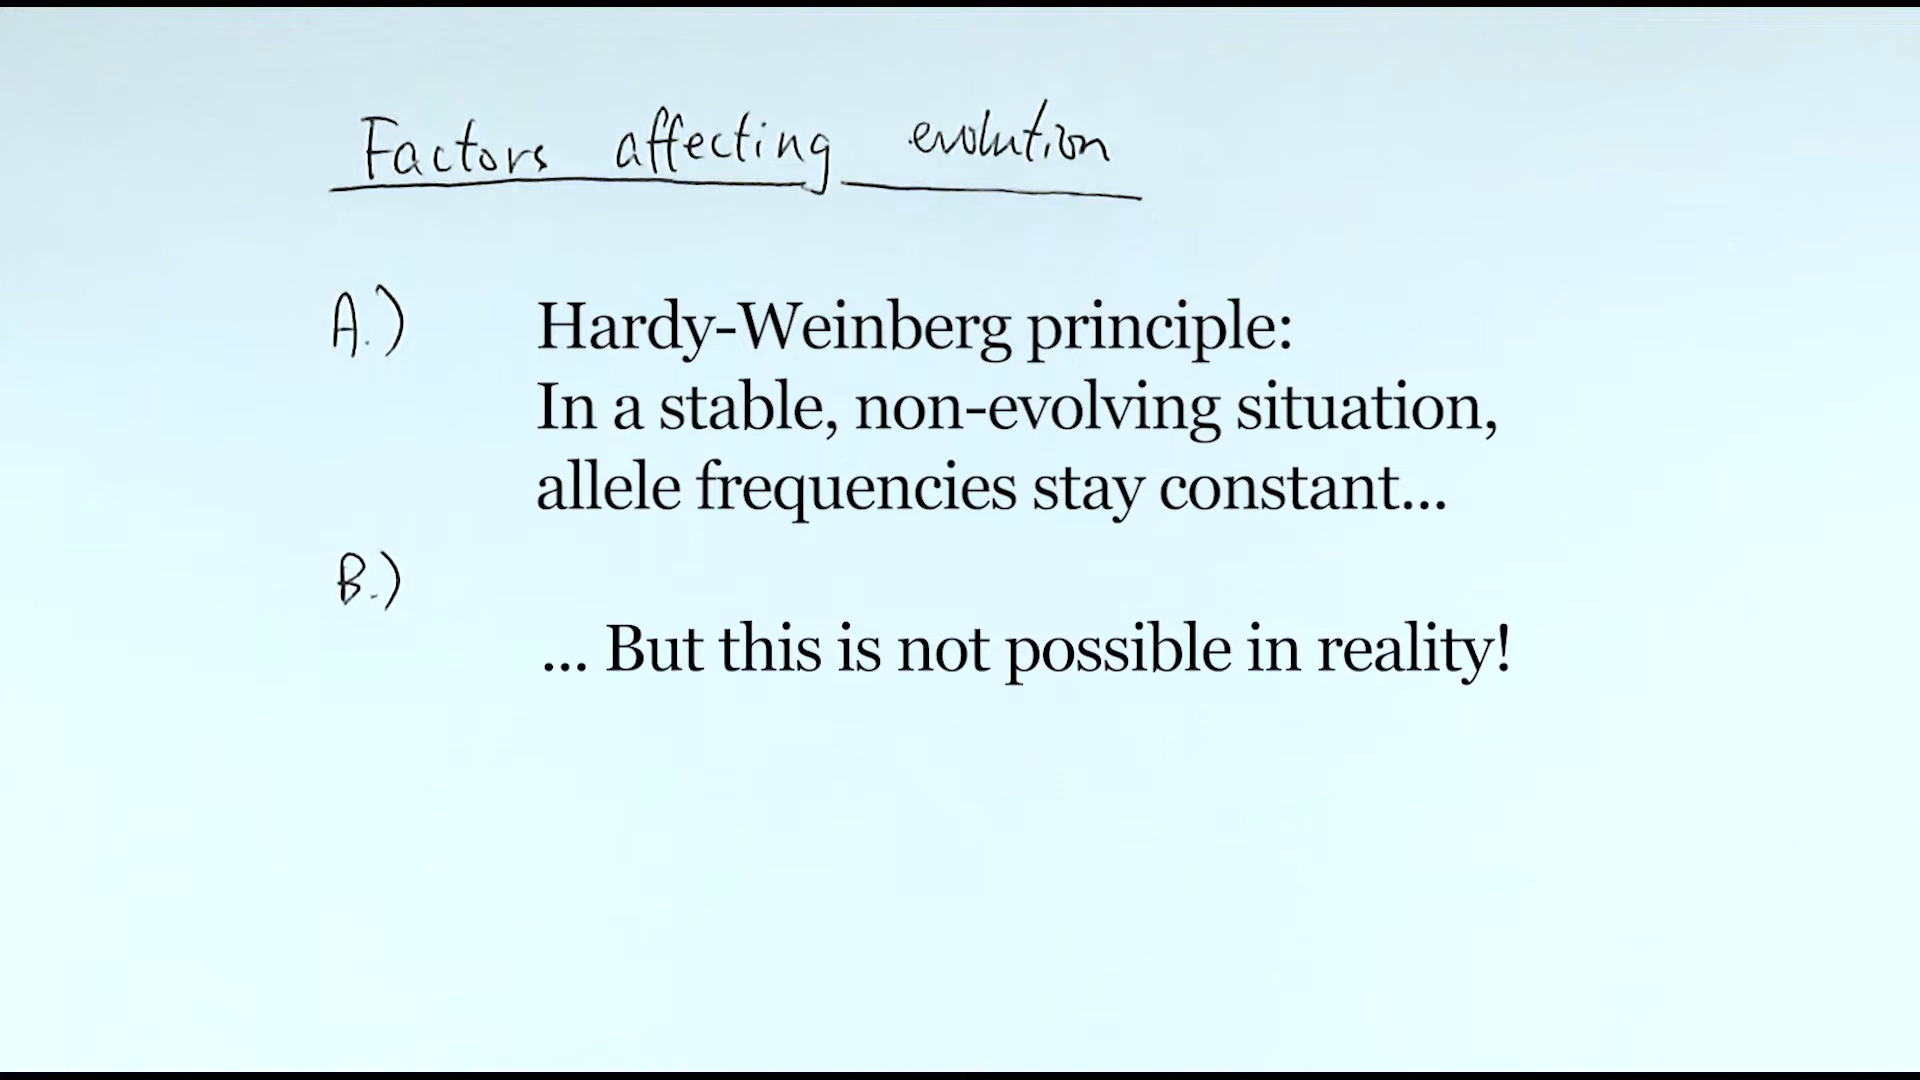 Factors affecting evolution
A.) Hardy-Weinberg principle:
In a stable, non-evolving situation,
allele frequencies stay constant...
B.)
... But this is not possible in reality!